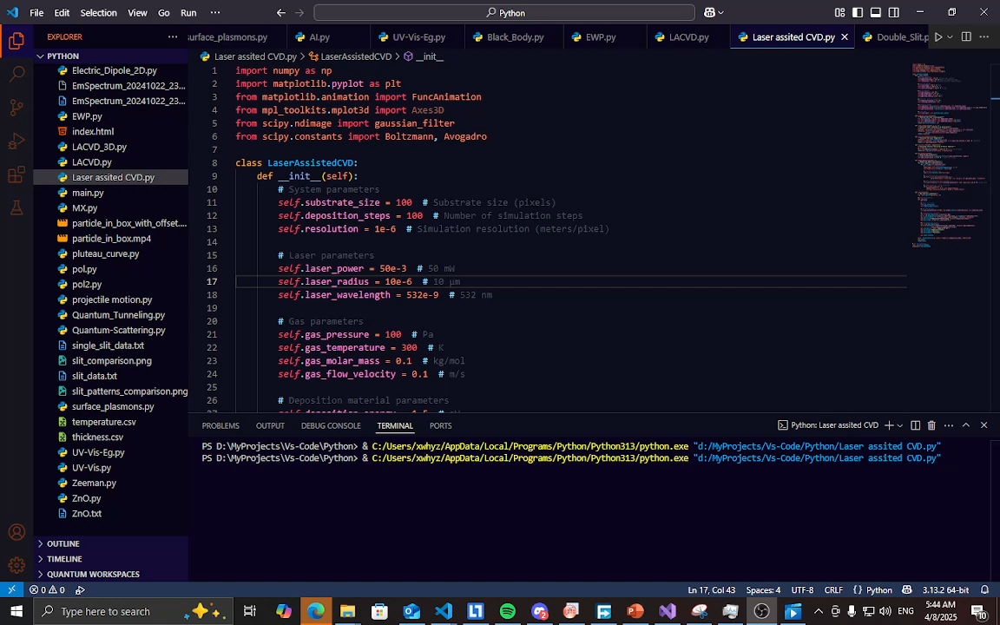 File Edit Selection View Go Run ···
Python
EXPLORER
surface_plasmons.py AI.py UV-Vis-Eg.py Black_Body.py EWP.py LACVD.py Laser assited CVD.py Double_Slit.p
PYTHON
Electric_Dipole_2D.py
EmSpectrum_20241022_23...
EmSpectrum_20241022_23...
EWP.py
index.html
LACVD_3D.py
LACVD.py
Laser assited CVD.py
main.py
MX.py
particle_in_box_with_offset....
particle_in_box.mp4
pluteau_curve.py
pol.py
pol2.py
projectile motion.py
Quantum_Tunneling.py
Quantum-Scattering.py
single_slit_data.txt
slit_comparison.png
slit_data.txt
slit_patterns_comparison.png
surface_plasmons.py
temperature.csv
thickness.csv
UV-Vis-Eg.py
UV-Vis.py
Zeeman.py
ZnO.py
ZnO.txt
OUTLINE
TIMELINE
QUANTUM WORKSPACES
Laser assited CVD.py > LaserAssistedCVD > __init__
1 import numpy as np
2 import matplotlib.pyplot as plt
3 from matplotlib.animation import FuncAnimation
4 from mpl_toolkits.mplot3d import Axes3D
5 from scipy.ndimage import gaussian_filter
6 from scipy.constants import Boltzmann, Avogadro
7
8 class LaserAssistedCVD:
9 def __init__(self):
10 # System parameters
11 self.substrate_size = 100 # Substrate size (pixels)
12 self.deposition_steps = 100 # Number of simulation steps
13 self.resolution = 1e-6 # Simulation resolution (meters/pixel)
14
15 # Laser parameters
16 self.laser_power = 50e-3 # 50 mW
17 self.laser_radius = 10e-6 # 10 μm
18 self.laser_wavelength = 532e-9 # 532 nm
19
20 # Gas parameters
21 self.gas_pressure = 100 # Pa
22 self.gas_temperature = 300 # K
23 self.gas_molar_mass = 0.1 # kg/mol
24 self.gas_flow_velocity = 0.1 # m/s
25
26 # Deposition material parameters
PROBLEMS OUTPUT DEBUG CONSOLE TERMINAL PORTS
Python: Laser assited CVD
PS D:\MyProjects\Vs-Code\Python> & C:/Users/xwhyz/AppData/Local/Programs/Python/Python313/python.exe "d:/MyProjects/Vs-Code/Python/Laser assited CVD.py"
PS D:\MyProjects\Vs-Code\Python> & C:/Users/xwhyz/AppData/Local/Programs/Python/Python313/python.exe "d:/MyProjects/Vs-Code/Python/Laser assited CVD.py"
0 0 Ln 17, Col 43 Spaces: 4 UTF-8 CRLF {} Python 3.13.2 64-bit
Type here to search
ENG
5:44 AM
4/8/2025